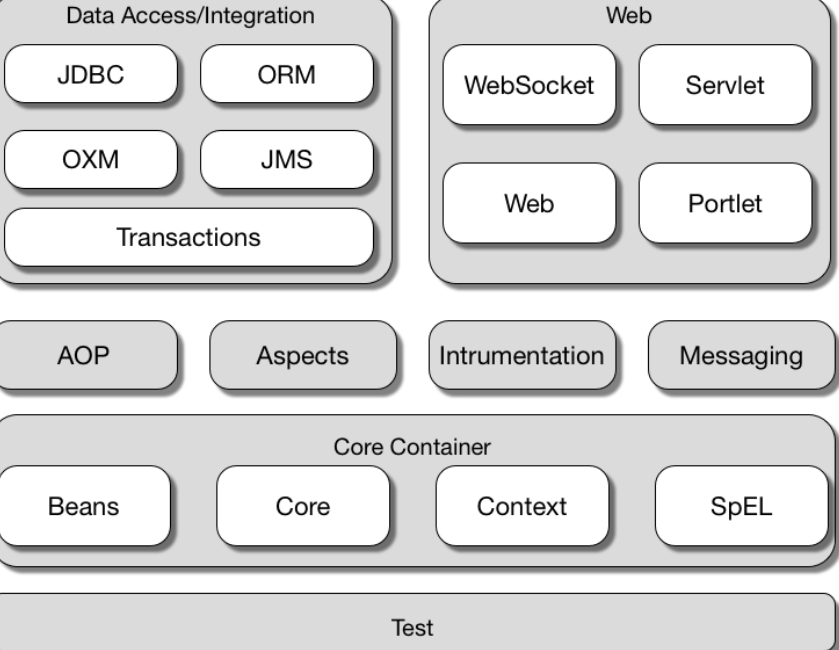 Data Access/Integration
JDBC
ORM
OXM
JMS
Transactions
Web
WebSocket
Servlet
Web
Portlet
AOP
Aspects
Intrumentation
Messaging
Core Container
Beans
Core
Context
SpEL
Test